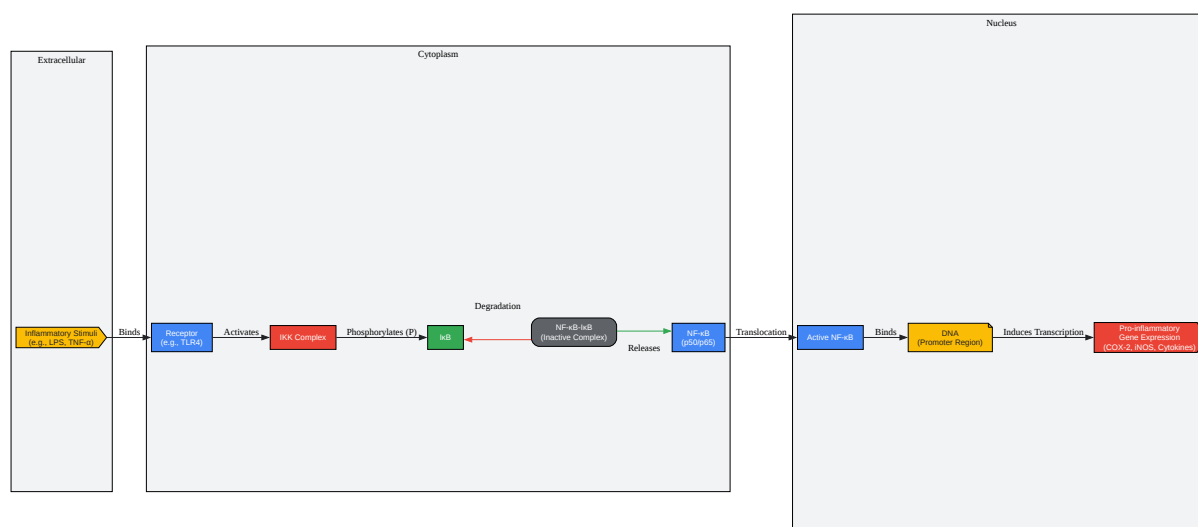 Extracellular
Cytoplasm
Nucleus
Inflammatory Stimuli
(e.g., LPS, TNF-α)
Binds
Receptor
(e.g., TLR4)
Activates
IKK Complex
Phosphorylates (P)
IκB
Degradation
NF-κB-IκB
(Inactive Complex)
Releases
NF-κB
(p50/p65)
Translocation
Active NF-κB
Binds
DNA
(Promoter Region)
Induces Transcription
Pro-inflammatory
Gene Expression
(COX-2, iNOS, Cytokines)